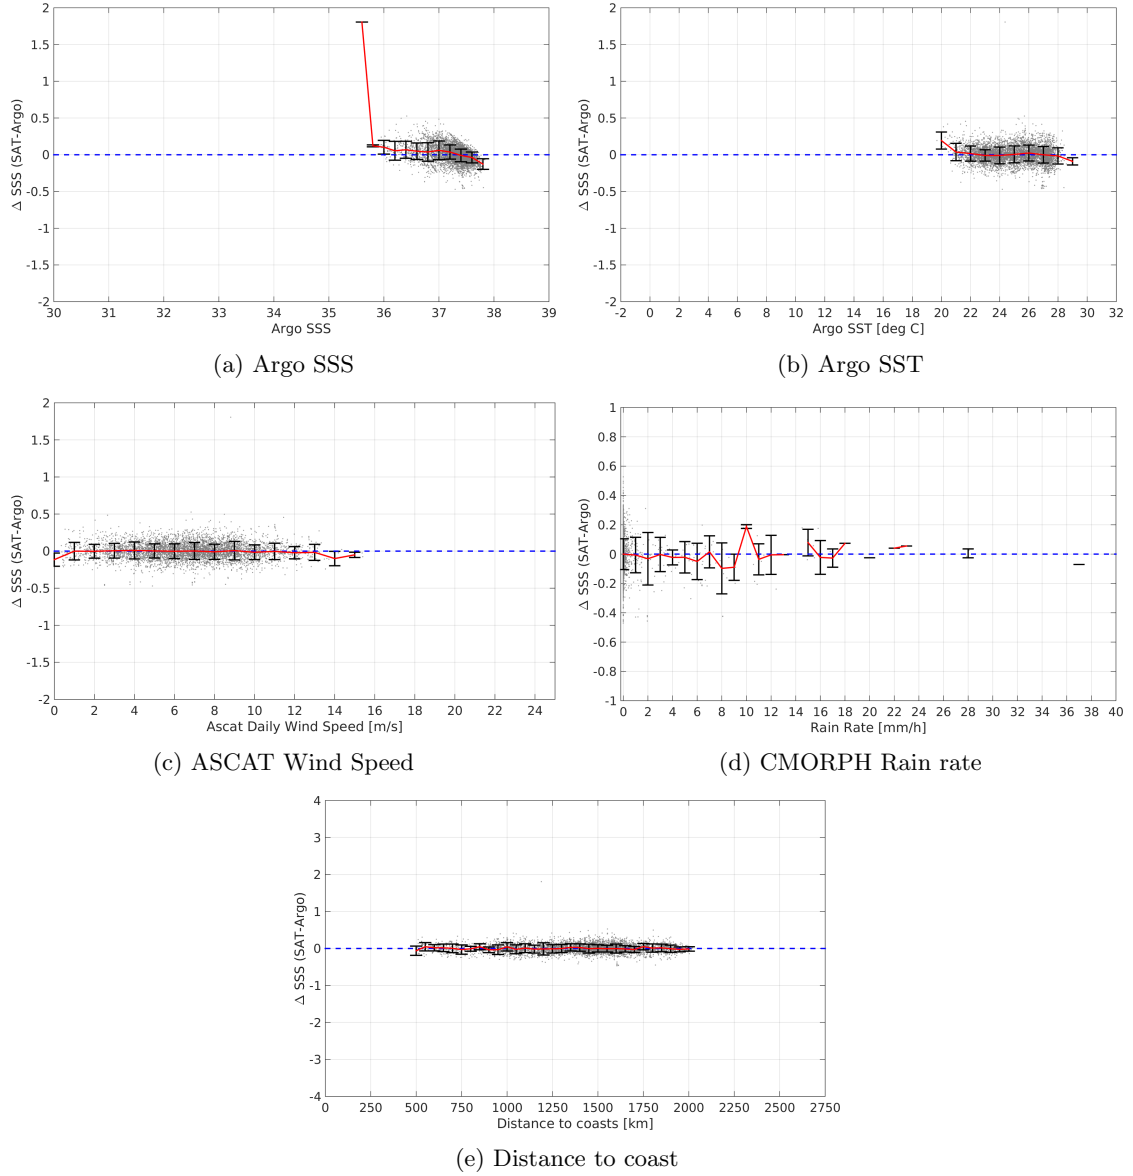 2
1.5
1
0.5
0
-0.5
-1
-1.5
-2
Δ SSS (SAT-Argo)
30 31 32 33 34 35 36 37 38 39
Argo SSS
(a) Argo SSS
2
1.5
1
0.5
0
-0.5
-1
-1.5
-2
Δ SSS (SAT-Argo)
-2 0 2 4 6 8 10 12 14 16 18 20 22 24 26 28 30 32
Argo SST [deg C]
(b) Argo SST
2
1.5
1
0.5
0
-0.5
-1
-1.5
-2
Δ SSS (SAT-Argo)
0 2 4 6 8 10 12 14 16 18 20 22 24
Ascat Daily Wind Speed [m/s]
(c) ASCAT Wind Speed
1
0.8
0.6
0.4
0.2
0
-0.2
-0.4
-0.6
-0.8
-1
Δ SSS (SAT-Argo)
0 2 4 6 8 10 12 14 16 18 20 22 24 26 28 30 32 34 36 38 40
Rain Rate [mm/h]
(d) CMORPH Rain rate
4
3
2
1
0
-1
-2
-3
-4
Δ SSS (SAT-Argo)
0 250 500 750 1000 1250 1500 1750 2000 2250 2500 2750
Distance to coasts [km]
(e) Distance to coast